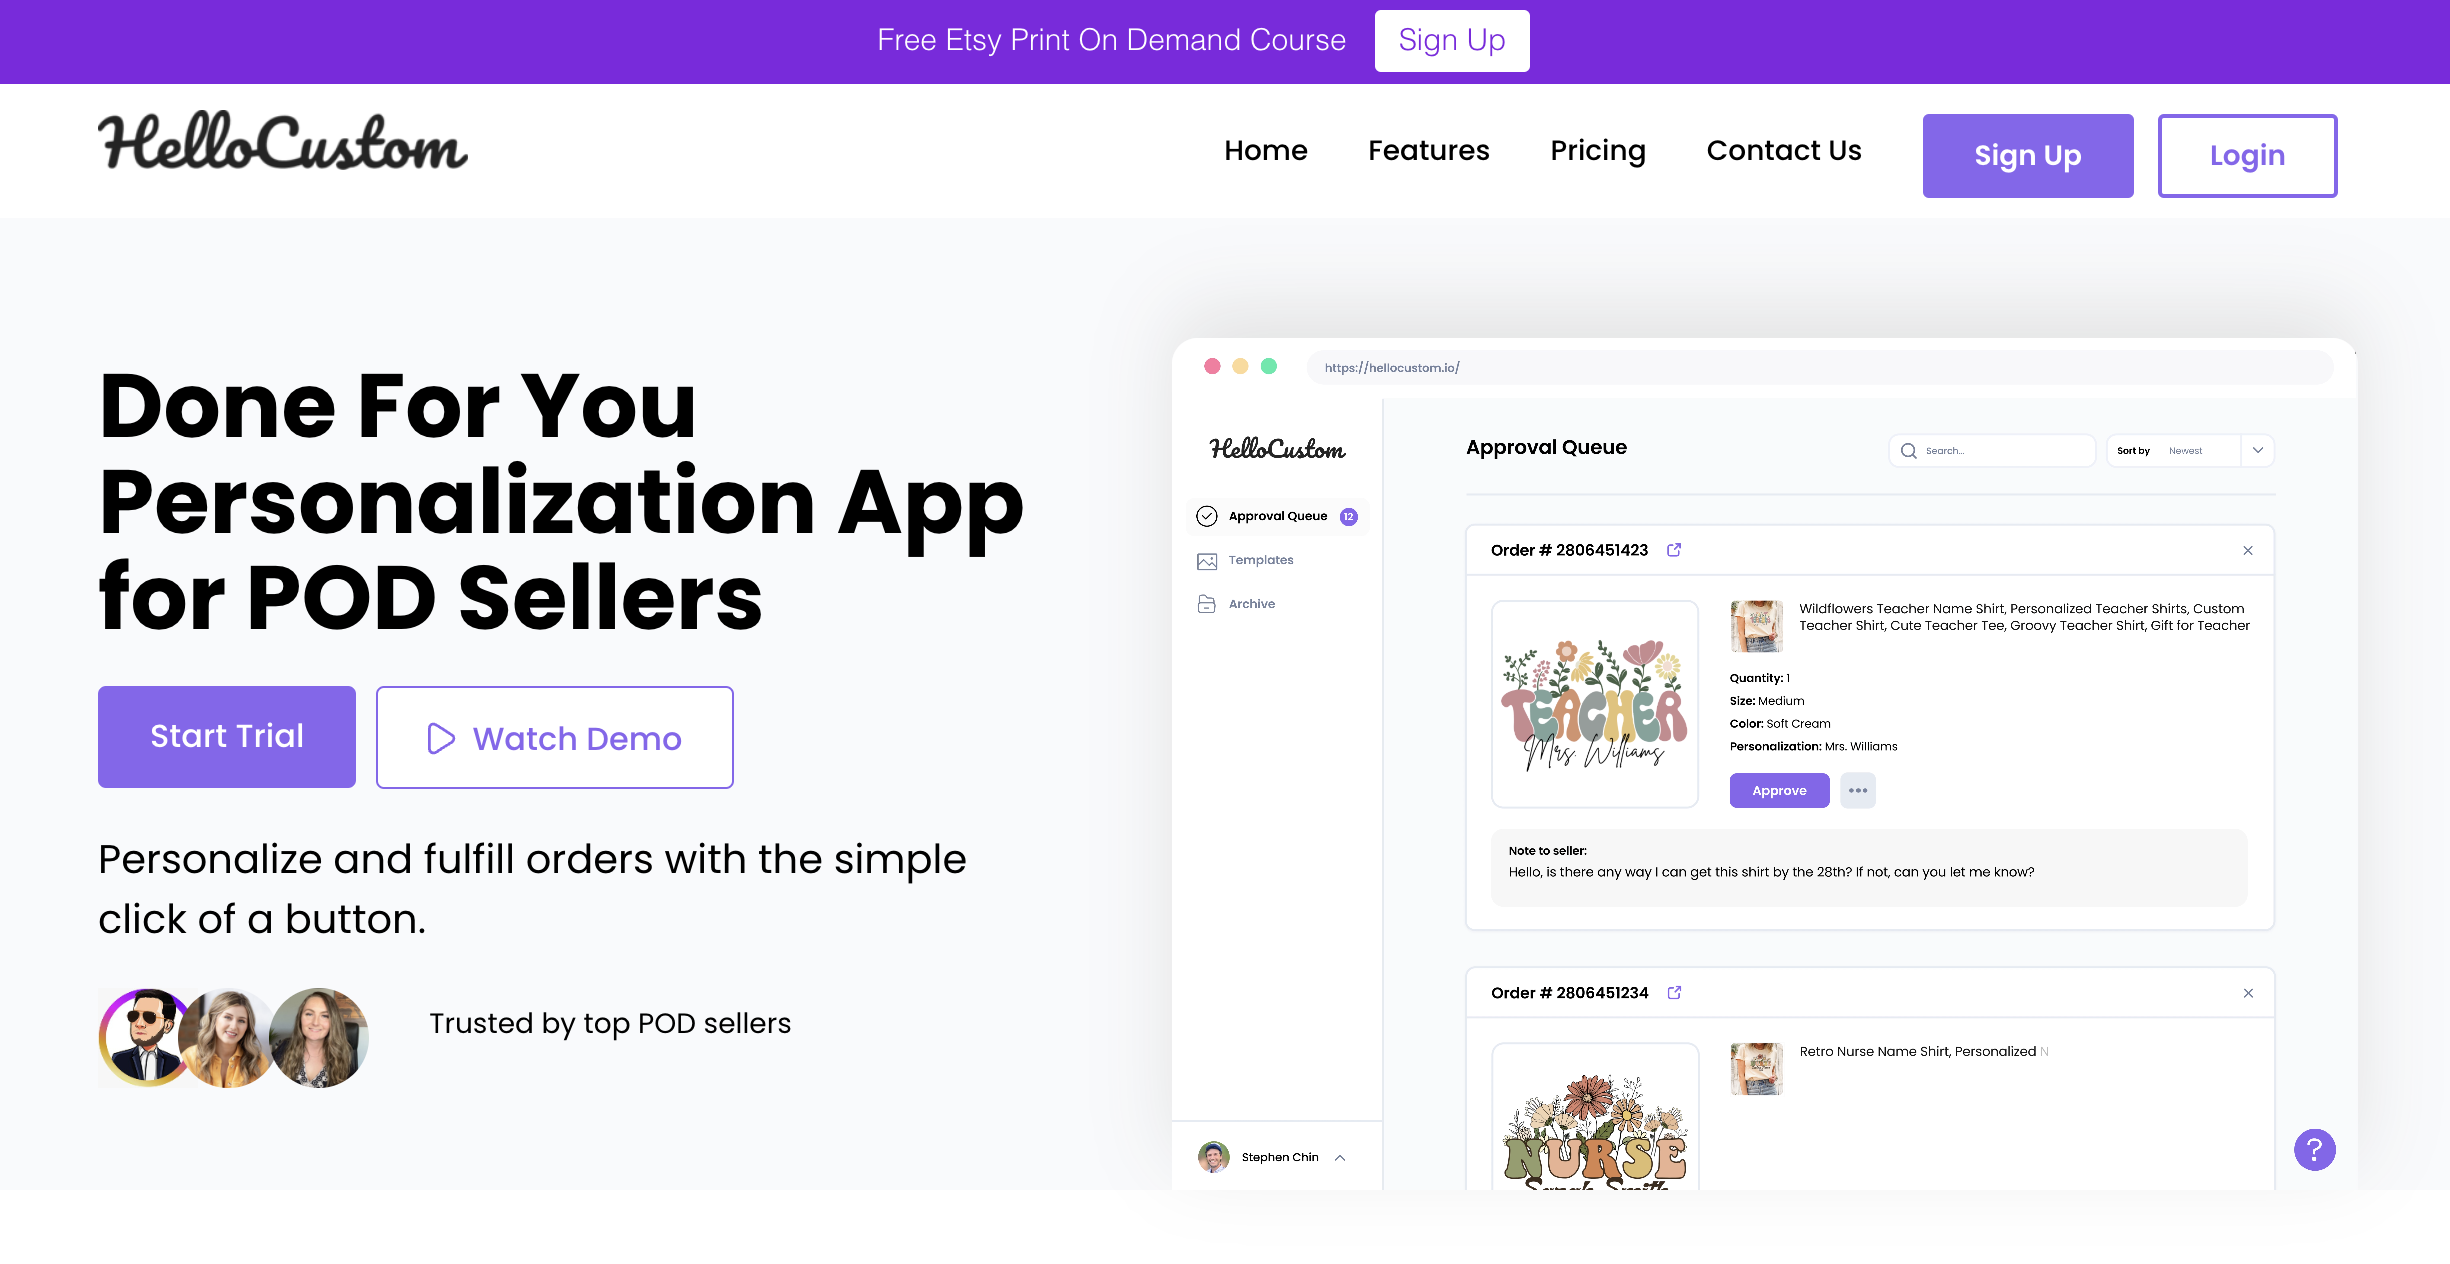 Free Etsy Print On Demand Course
Sign Up
HelloCustom
Home
Features
Pricing
Contact Us
Sign Up
Login
Done For You
Personalization App
for POD Sellers
Start Trial
Watch Demo
Personalize and fulfill orders with the simple
click of a button.
Trusted by top POD sellers
https://hellocustom.io/
HelloCustom
Approval Queue
12
Templates
Archive
Stephen Chin
Approval Queue
Search...
Sort by
Newest
Order # 2806451423
TEACHER
Mrs. Williams
Wildflowers Teacher Name Shirt, Personalized Teacher Shirts, Custom
Teacher Shirt, Cute Teacher Tee, Groovy Teacher Shirt, Gift for Teacher
Quantity: 1
Size: Medium
Color: Soft Cream
Personalization: Mrs. Williams
Approve
Note to seller:
Hello, is there any way I can get this shirt by the 28th? If not, can you let me know?
Order # 2806451234
NURSE
Retro Nurse Name Shirt, Personalized N
?